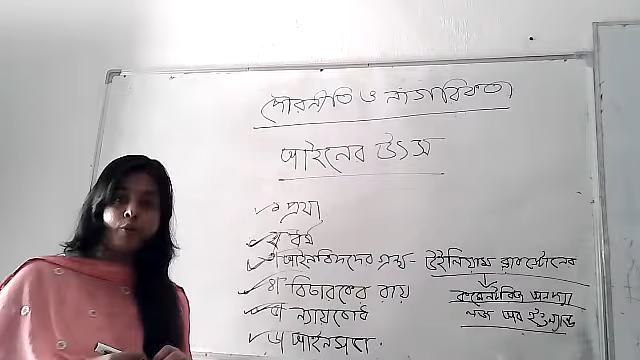 পৌরনীতি ও নাগরিকতা
আইনের উৎস
১ প্রথা
২ ধর্ম
৩ আইনবিদদের গ্রন্থ - উইলিয়াম ব্লাকস্টোনের
কমেন্টারিজ অন দ্যা
লজ অব ইংল্যান্ড
৪ বিচারকের রায়
৫ ন্যায়বোধ
৬ আইনসভা